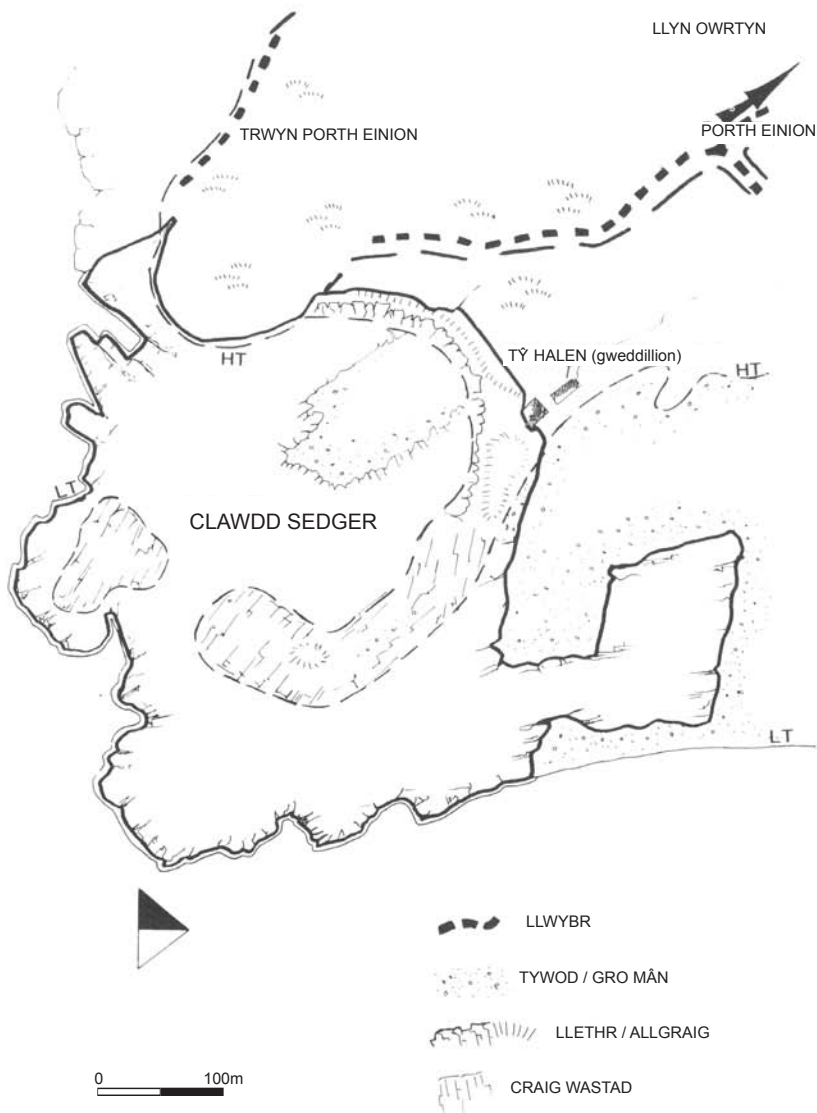 LLYN OWRTYN
TRWYN PORTH EINION
PORTH EINION
HT
TŶ HALEN (gweddillion)
HT
LT
CLAWDD SEDGER
LT
LLWYBR
TYWOD / GRO MÂN
LLETHR / ALLGRAIG
0 100m
CRAIG WASTAD